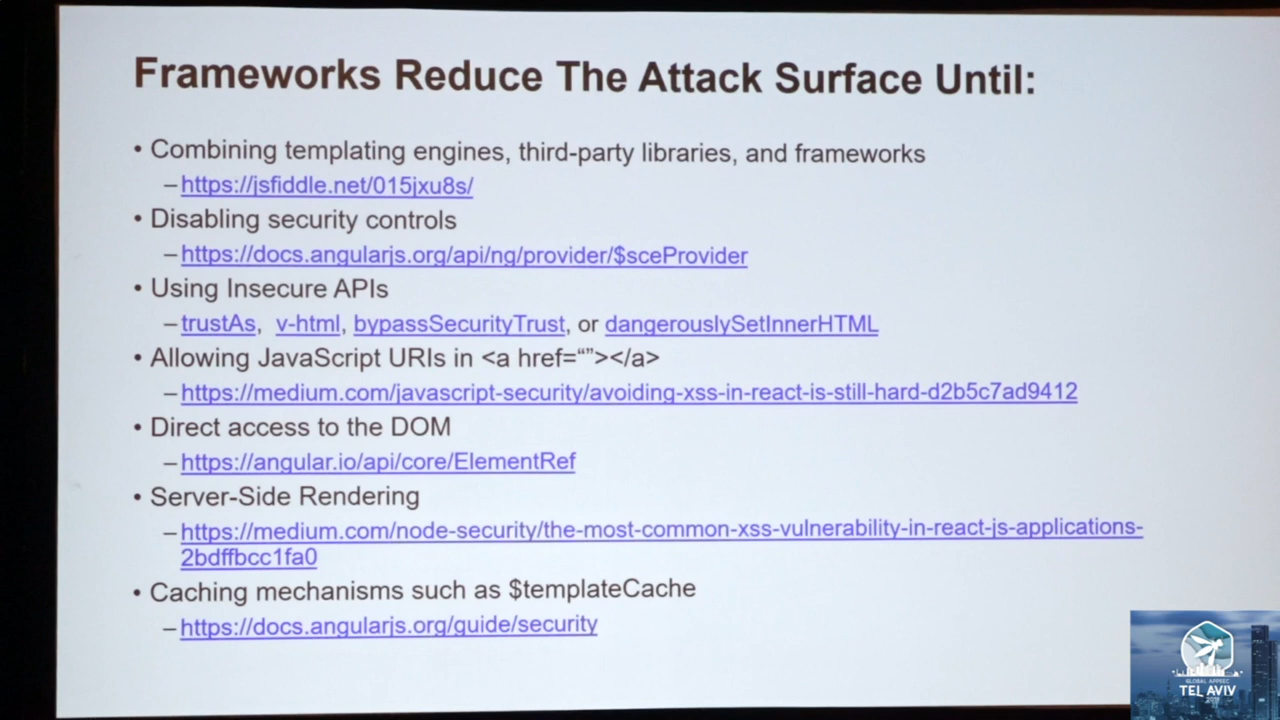 Frameworks Reduce The Attack Surface Until:
• Combining templating engines, third-party libraries, and frameworks
–https://jsfiddle.net/015jxu8s/
• Disabling security controls
–https://docs.angularjs.org/api/ng/provider/$sceProvider
• Using Insecure APIs
–trustAs, v-html, bypassSecurityTrust, or dangerouslySetInnerHTML
• Allowing JavaScript URIs in <a href=“”></a>
–https://medium.com/javascript-security/avoiding-xss-in-react-is-still-hard-d2b5c7ad9412
• Direct access to the DOM
–https://angular.io/api/core/ElementRef
• Server-Side Rendering
–https://medium.com/node-security/the-most-common-xss-vulnerability-in-react-js-applications-
2bdffbcc1fa0
• Caching mechanisms such as $templateCache
–https://docs.angularjs.org/guide/security
GLOBAL APPSEC
TEL AVIV